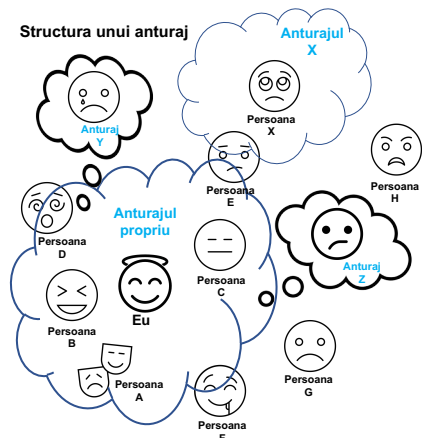 Structura unui anturaj
Anturajul
X
Persoana
X
Anturaj
Y
Persoana
H
Persoana
E
Anturajul
propriu
Persoana
D
Persoana
C
Anturaj
Z
Eu
Persoana
B
Persoana
A
Persoana
G
Persoana